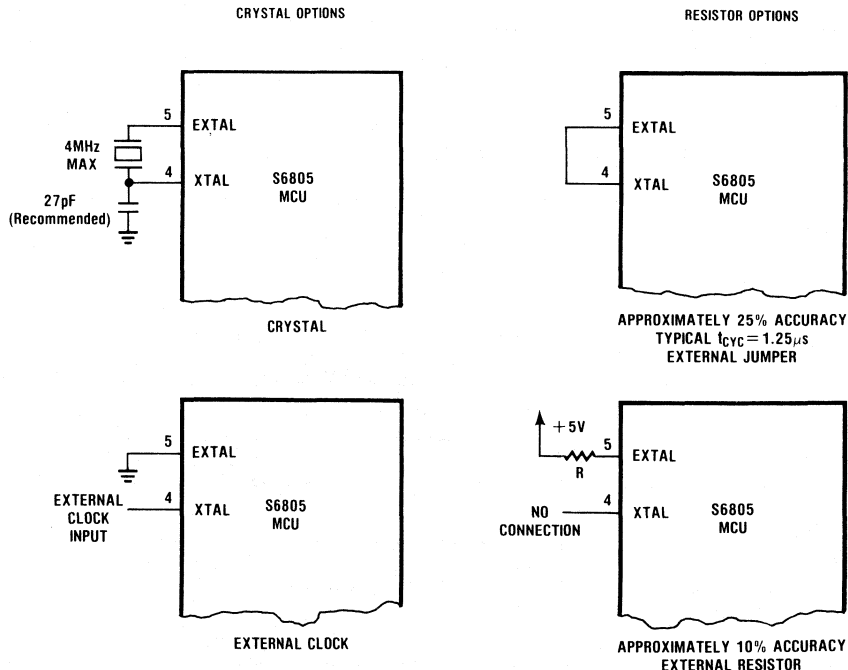 CRYSTAL OPTIONS
5
EXTAL
4MHz
MAX
4
XTAL
S6805
MCU
27pF
(Recommended)
CRYSTAL
5
EXTAL
EXTERNAL
CLOCK
INPUT
4
XTAL
S6805
MCU
EXTERNAL CLOCK
RESISTOR OPTIONS
5
EXTAL
4
XTAL
S6805
MCU
APPROXIMATELY 25% ACCURACY
TYPICAL tCYC = 1.25μs
EXTERNAL JUMPER
+5V
5
EXTAL
R
NO
CONNECTION
4
XTAL
S6805
MCU
APPROXIMATELY 10% ACCURACY
EXTERNAL RESISTOR